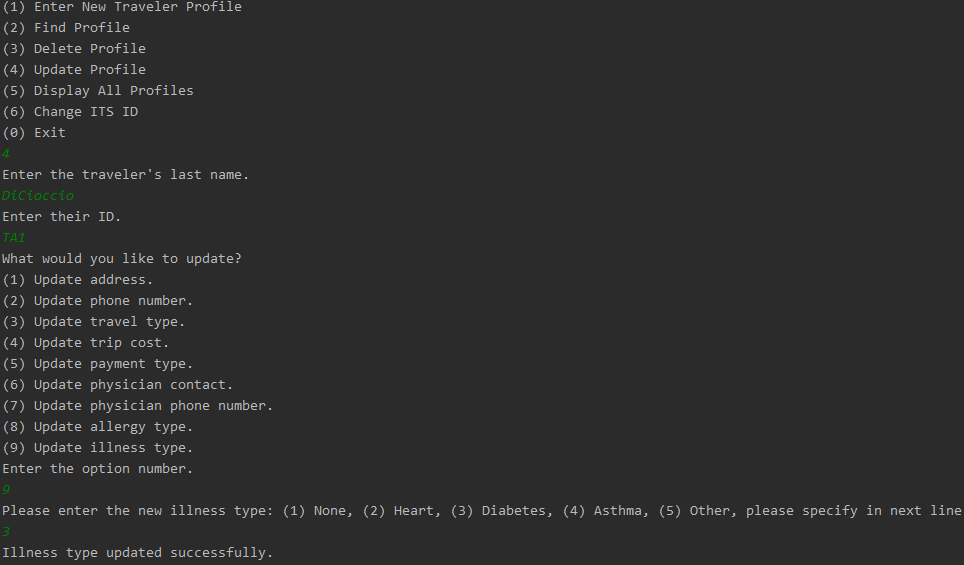 (1) Enter New Traveler Profile
(2) Find Profile
(3) Delete Profile
(4) Update Profile
(5) Display All Profiles
(6) Change ITS ID
(0) Exit
4
Enter the traveler's last name.
DiCioccio
Enter their ID.
TA1
What would you like to update?
(1) Update address.
(2) Update phone number.
(3) Update travel type.
(4) Update trip cost.
(5) Update payment type.
(6) Update physician contact.
(7) Update physician phone number.
(8) Update allergy type.
(9) Update illness type.
Enter the option number.
9
Please enter the new illness type: (1) None, (2) Heart, (3) Diabetes, (4) Asthma, (5) Other, please specify in next line
3
Illness type updated successfully.